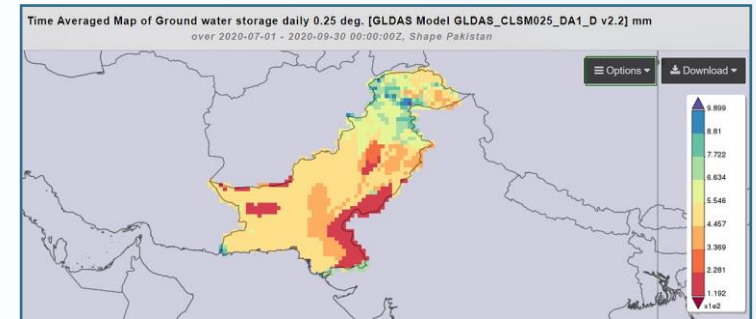 Time Averaged Map of Ground water storage daily 0.25 deg. [GLDAS Model GLDAS_CLSM025_DA1_D v2.2] mm
over 2020-07-01 - 2020-09-30 00:00:00Z, Shape Pakistan
Options
Download
9.899
8.81
7.722
6.634
5.546
4.457
3.369
2.281
1.192
x1e2